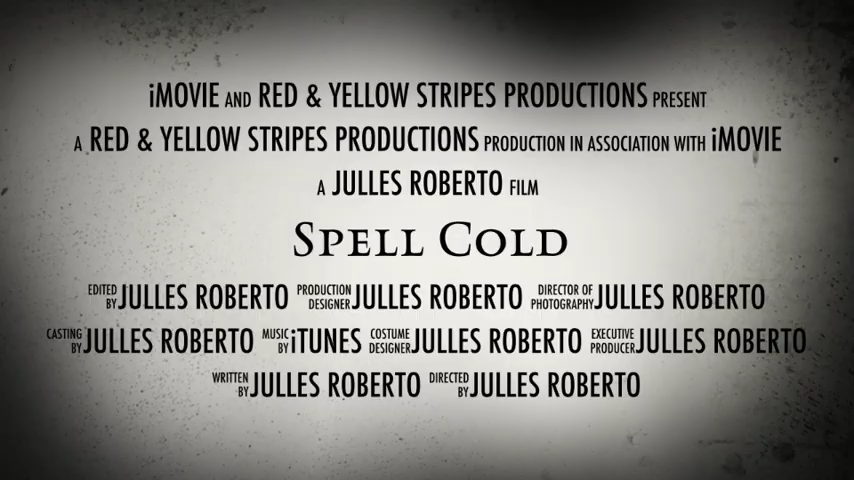 iMOVIE AND RED & YELLOW STRIPES PRODUCTIONS PRESENT
A RED & YELLOW STRIPES PRODUCTIONS PRODUCTION IN ASSOCIATION WITH iMOVIE
A JULLES ROBERTO FILM
SPELL COLD
EDITED BY JULLES ROBERTO PRODUCTION DESIGNER JULLES ROBERTO DIRECTOR OF PHOTOGRAPHY JULLES ROBERTO
CASTING BY JULLES ROBERTO MUSIC BY iTUNES COSTUME DESIGNER JULLES ROBERTO EXECUTIVE PRODUCER JULLES ROBERTO
WRITTEN BY JULLES ROBERTO DIRECTED BY JULLES ROBERTO